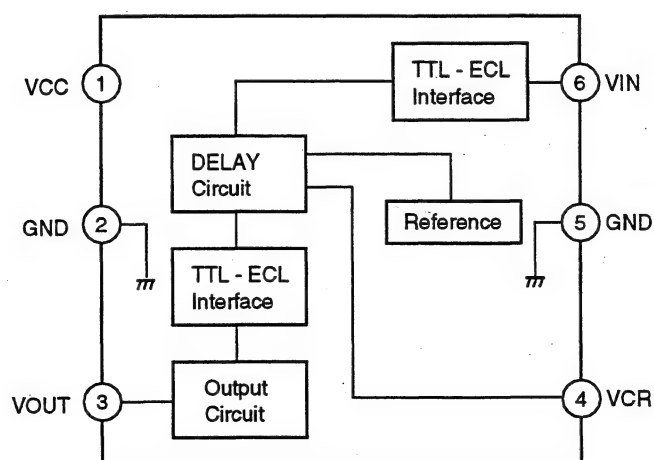 VCC 1
TTL - ECL
Interface
6 VIN
DELAY
Circuit
GND 2
Reference
5 GND
TTL - ECL
Interface
VOUT 3
Output
Circuit
4 VCR